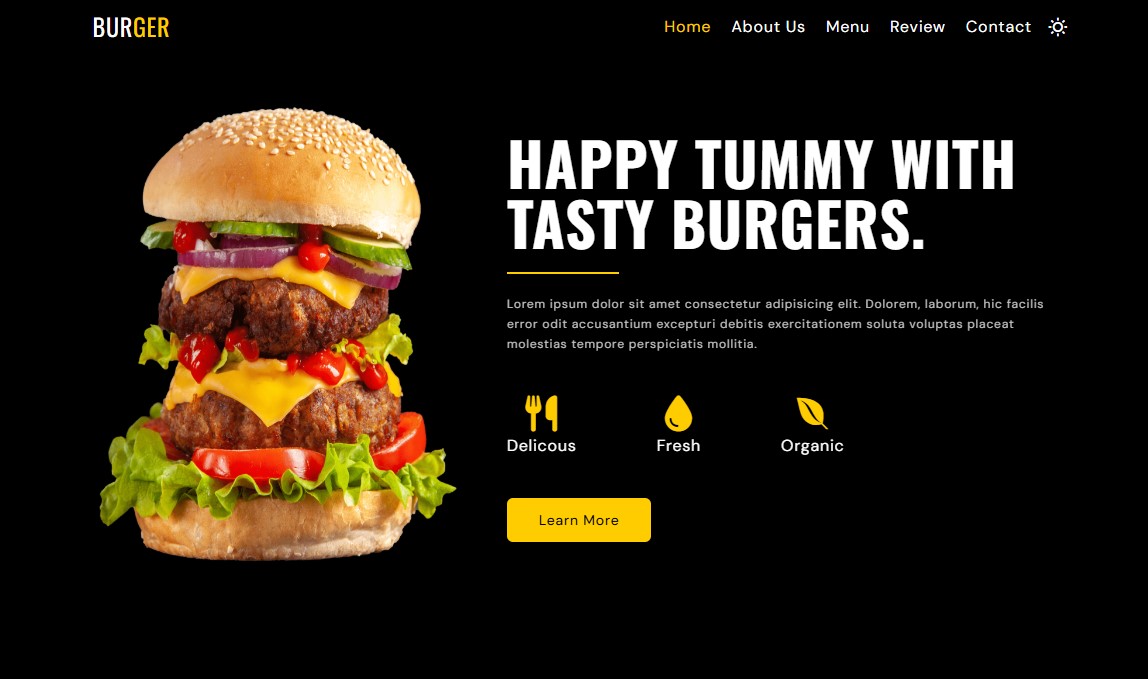 BURGER
Home About Us Menu Review Contact
HAPPY TUMMY WITH
TASTY BURGERS.
Lorem ipsum dolor sit amet consectetur adipisicing elit. Dolorem, laborum, hic facilis
error odit accusantium excepturi debitis exercitationem soluta voluptas placeat
molestias tempore perspiciatis mollitia.
Delicous Fresh Organic
Learn More